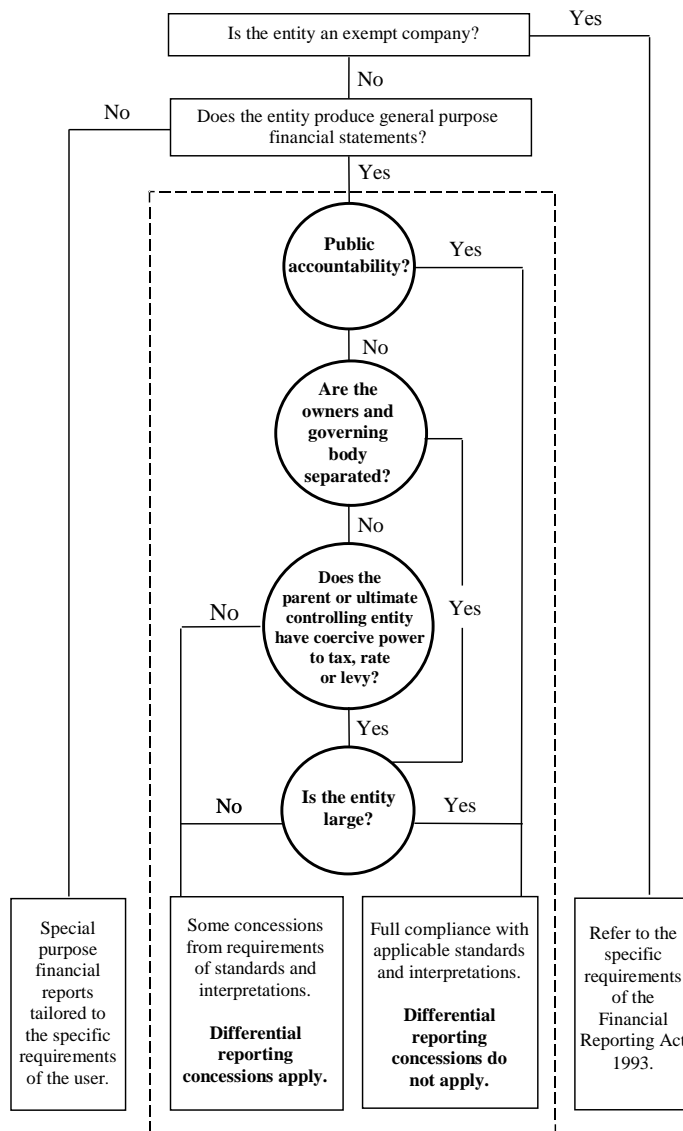 Is the entity an exempt company?
Yes
No
No
Does the entity produce general purpose
financial statements?
Yes
Public
accountability?
Yes
No
Are the
owners and
governing
body
separated?
No
Does the
parent or ultimate
controlling entity
have coercive power
to tax, rate
or levy?
No
Yes
Yes
Is the entity
large?
No
Yes
Special
purpose
financial
reports
tailored to
the specific
requirements
of the user.
Some concessions
from requirements
of standards and
interpretations.
Differential
reporting
concessions apply.
Full compliance with
applicable standards
and interpretations.
Differential
reporting
concessions do
not apply.
Refer to the
specific
requirements
of the
Financial
Reporting Act
1993.